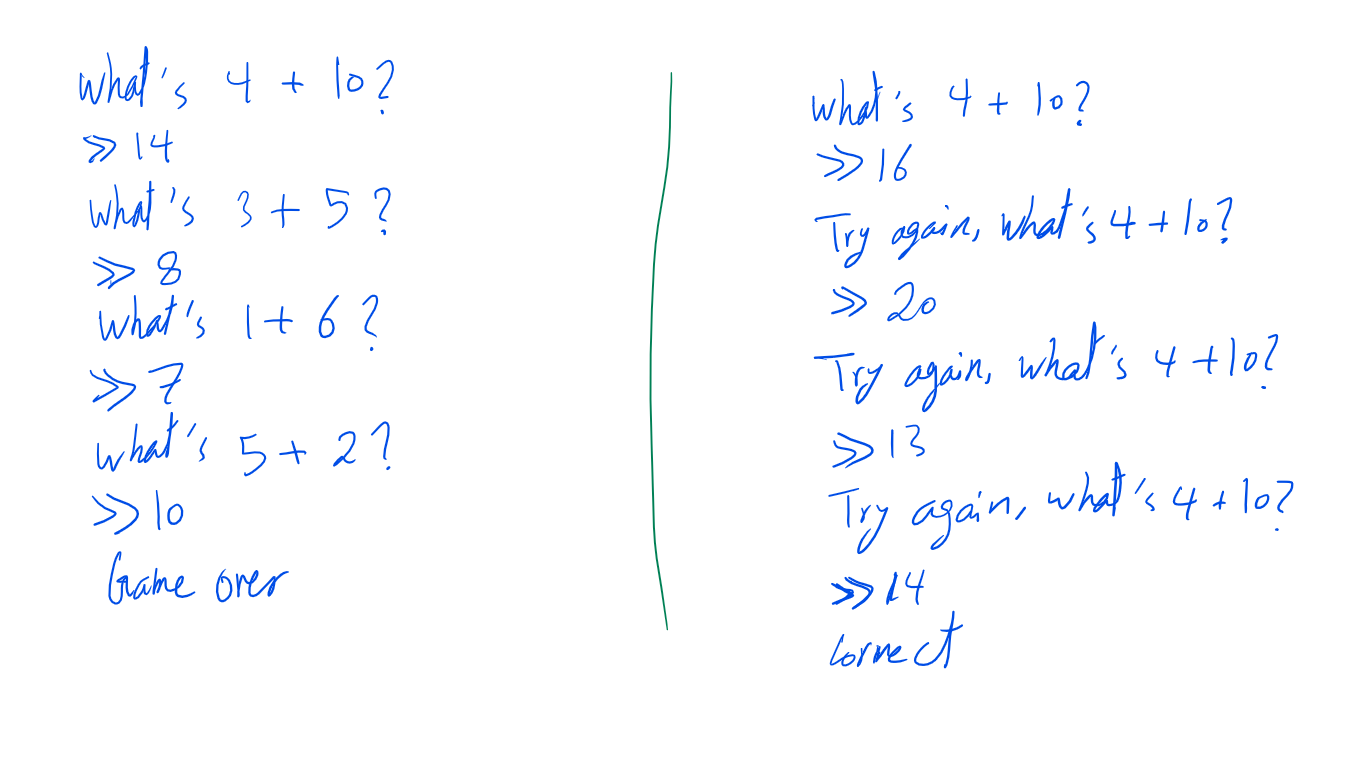 what's 4 + 10?
>> 14
what's 3 + 5?
>> 8
what's 1 + 6?
>> 7
what's 5 + 2?
>> 10
Game over
what's 4 + 10?
>> 16
Try again, what's 4 + 10?
>> 20
Try again, what's 4 + 10?
>> 13
Try again, what's 4 + 10?
>> 14
correct